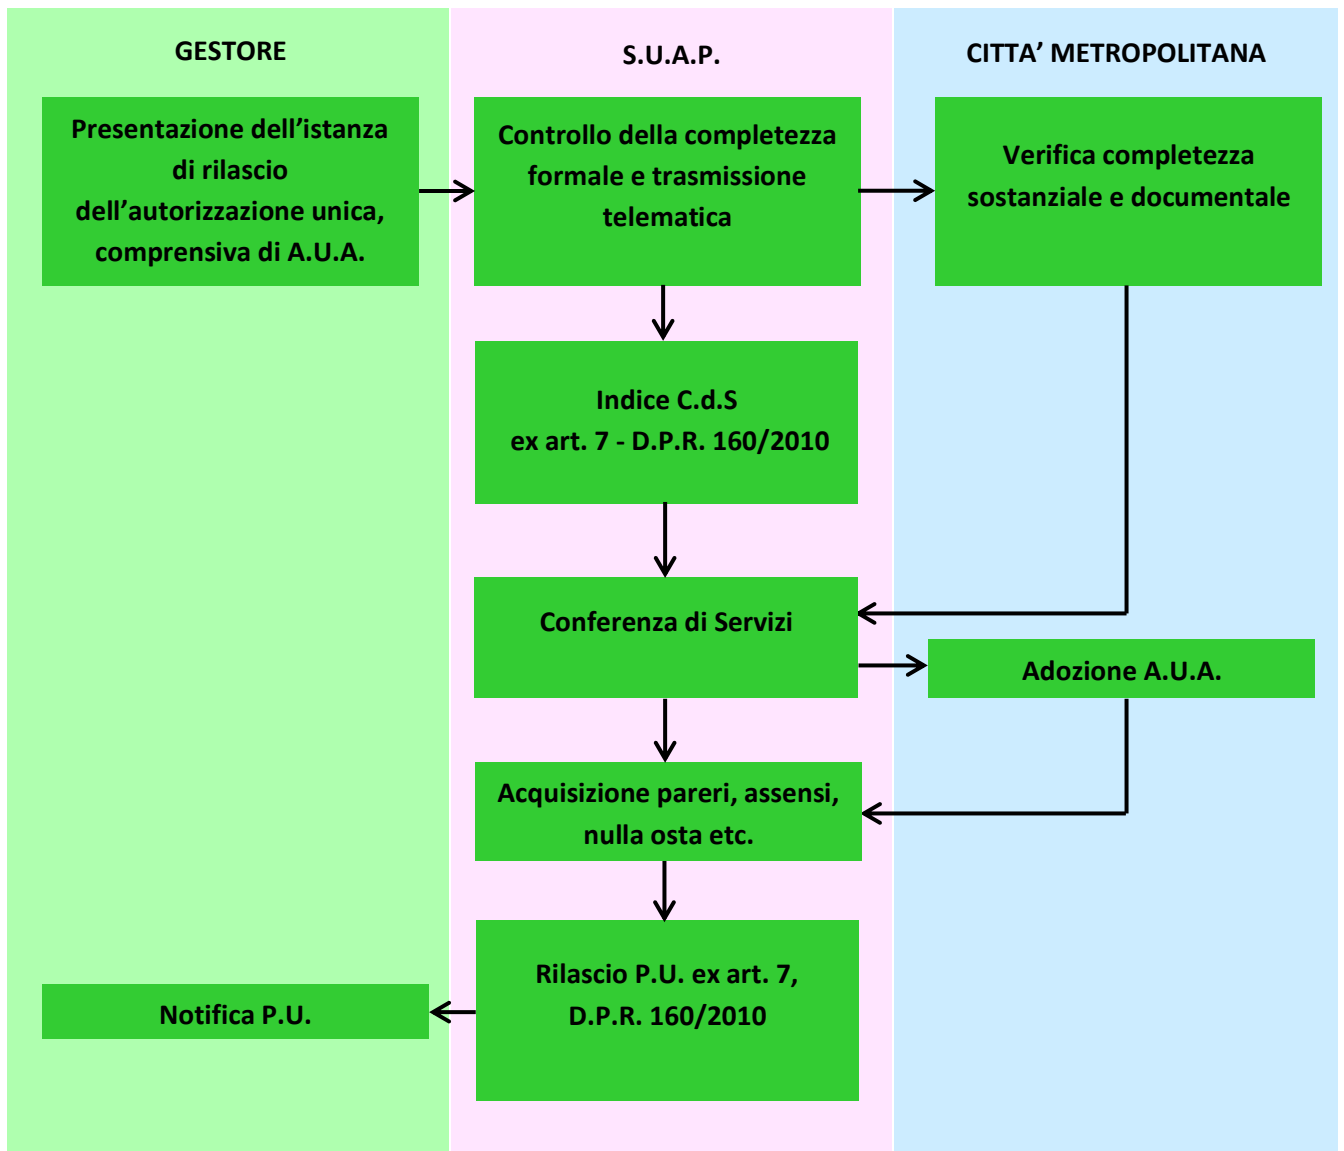 GESTORE
S.U.A.P.
CITTA’ METROPOLITANA
Presentazione dell’istanza
di rilascio
dell’autorizzazione unica,
comprensiva di A.U.A.
Controllo della completezza
formale e trasmissione
telematica
Verifica completezza
sostanziale e documentale
Indice C.d.S
ex art. 7 - D.P.R. 160/2010
Conferenza di Servizi
Adozione A.U.A.
Acquisizione pareri, assensi,
nulla osta etc.
Rilascio P.U. ex art. 7,
D.P.R. 160/2010
Notifica P.U.